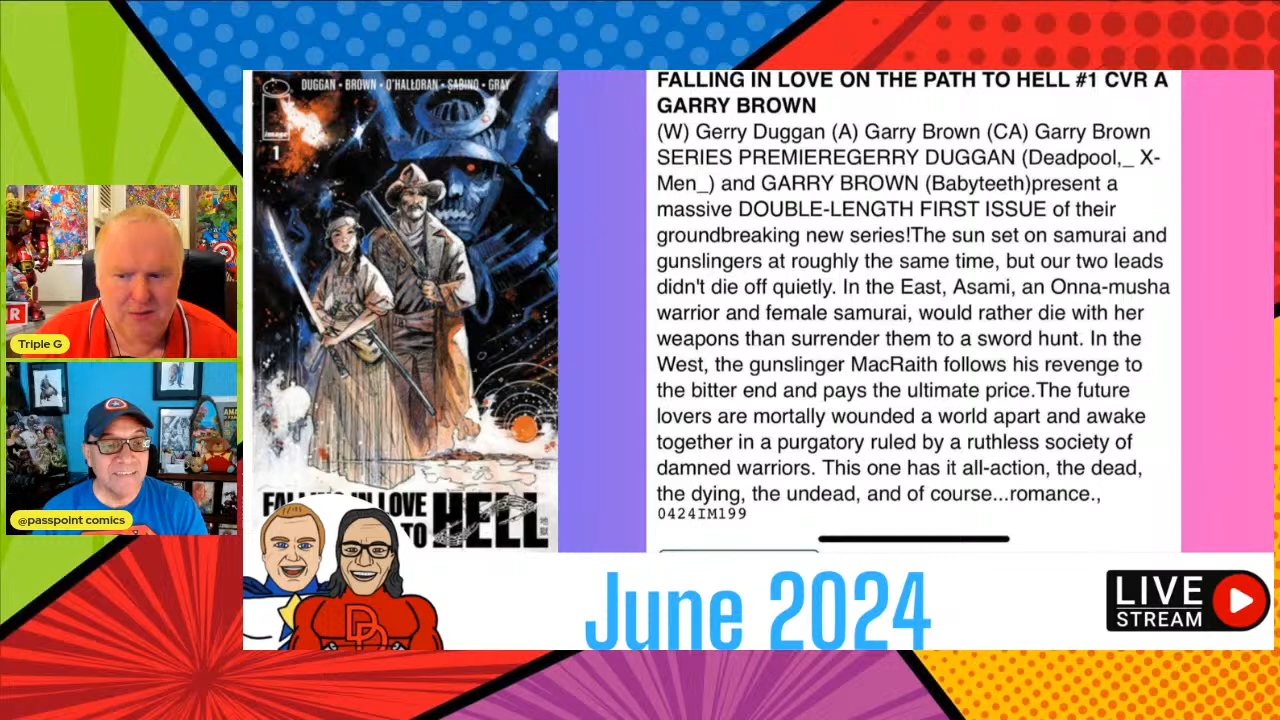 DUGGAN • BROWN • O'HALLORAN • SABINO • GRAY
image
1
FALLING IN LOVE
TO HELL
FALLING IN LOVE ON THE PATH TO HELL #1 CVR A
GARRY BROWN
(W) Gerry Duggan (A) Garry Brown (CA) Garry Brown
SERIES PREMIEREGERRY DUGGAN (Deadpool,_ X-
Men_) and GARRY BROWN (Babyteeth)present a
massive DOUBLE-LENGTH FIRST ISSUE of their
groundbreaking new series!The sun set on samurai and
gunslingers at roughly the same time, but our two leads
didn't die off quietly. In the East, Asami, an Onna-musha
warrior and female samurai, would rather die with her
weapons than surrender them to a sword hunt. In the
West, the gunslinger MacRaith follows his revenge to
the bitter end and pays the ultimate price.The future
lovers are mortally wounded a world apart and awake
together in a purgatory ruled by a ruthless society of
damned warriors. This one has it all-action, the dead,
the dying, the undead, and of course...romance.,
0424IM199
R
Triple G
@passpoint comics
DD
June 2024
LIVE
STREAM